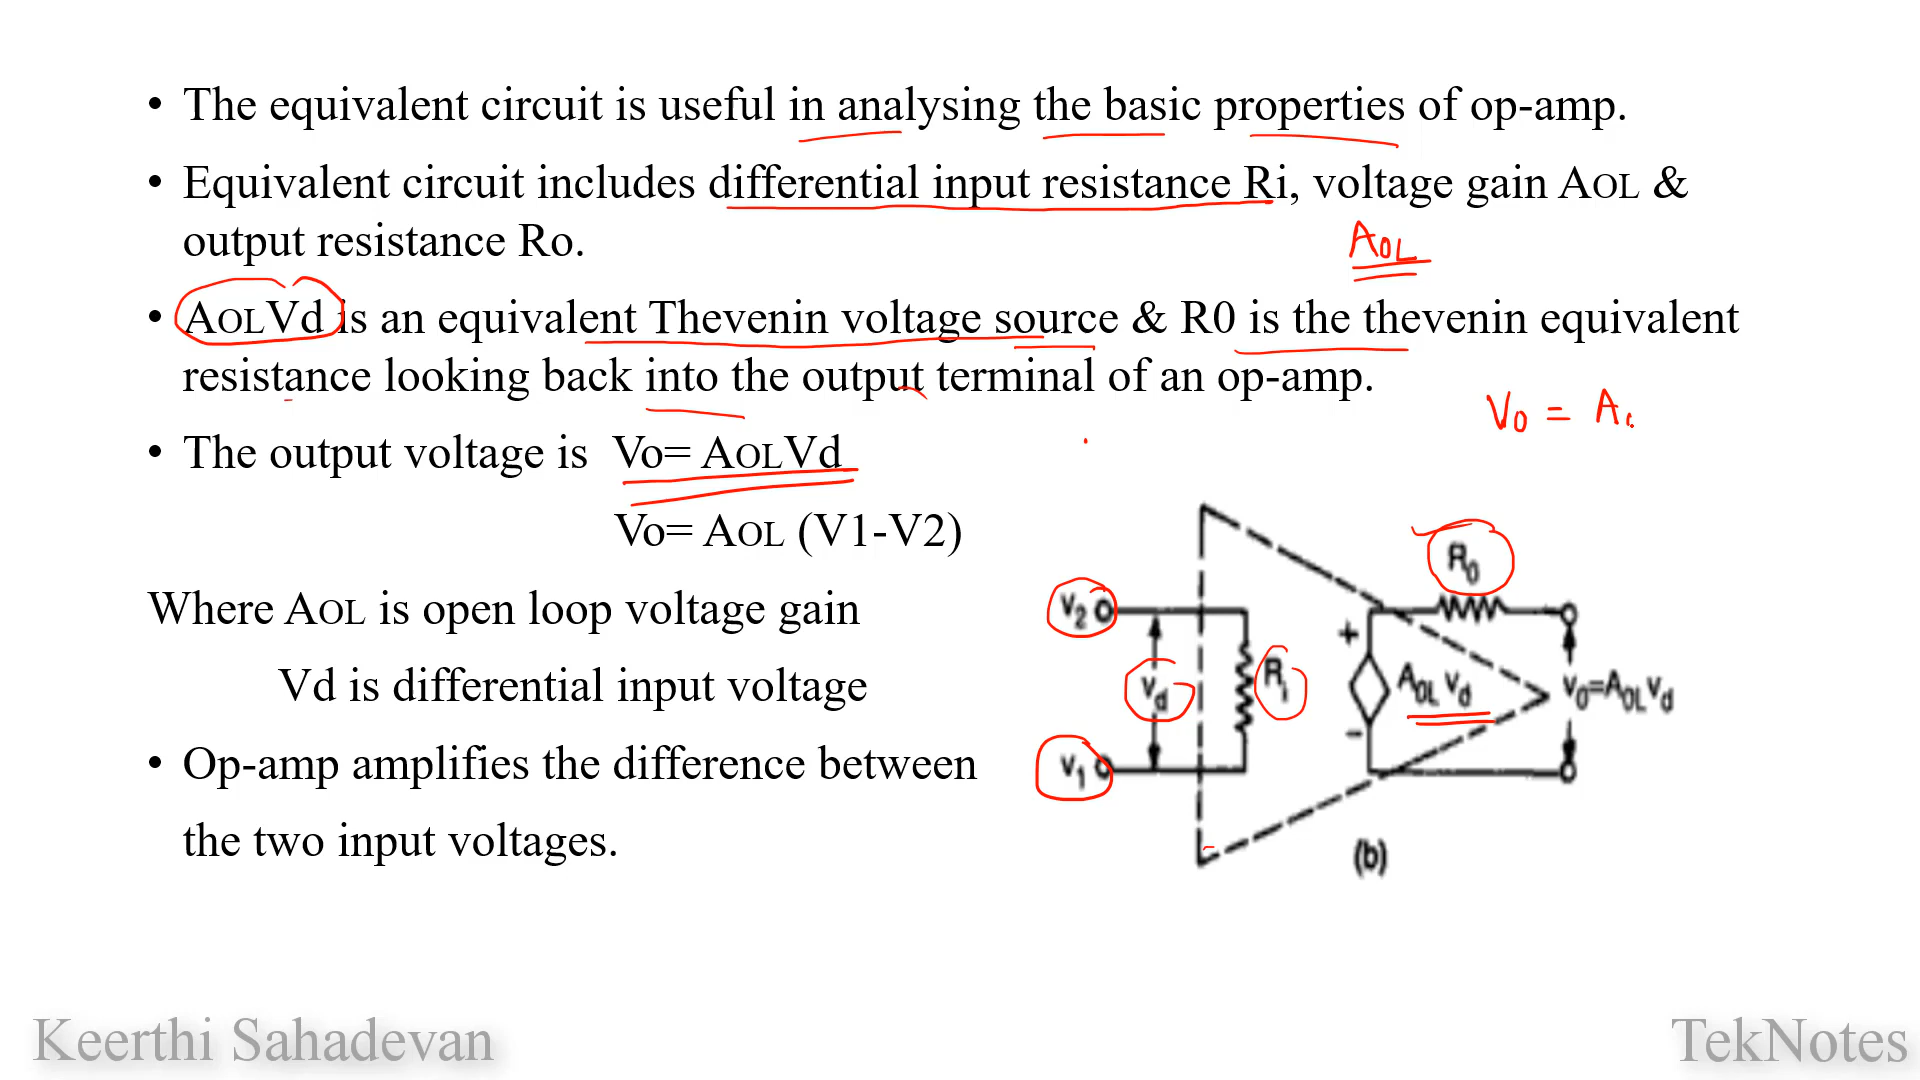 • The equivalent circuit is useful in analysing the basic properties of op-amp.
• Equivalent circuit includes differential input resistance Ri, voltage gain AOL &
output resistance Ro.
AOL
• AOLVd is an equivalent Thevenin voltage source & R0 is the thevenin equivalent
resistance looking back into the output terminal of an op-amp.
V0 = A
• The output voltage is Vo= AOLVd
Vo= AOL (V1-V2)
Where AOL is open loop voltage gain
Vd is differential input voltage
• Op-amp amplifies the difference between
the two input voltages.
R0
V2
+
Vd
Ri
AOL Vd
V0=AOLVd
-
V1
(b)
Keerthi Sahadevan
TekNotes